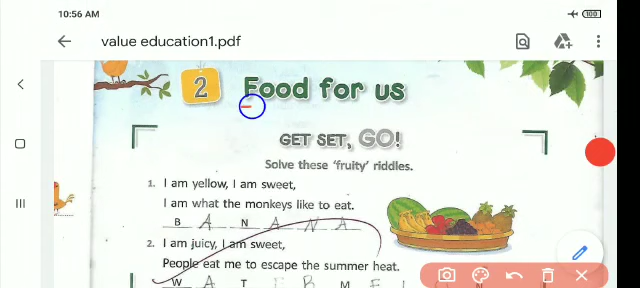 10:56 AM
100
value education1.pdf
2 Food for us
GET SET, GO!
Solve these 'fruity' riddles.
1. I am yellow, I am sweet,
I am what the monkeys like to eat.
B A N A N A
2. I am juicy, I am sweet,
People eat me to escape the summer heat.
W A T E R M E L